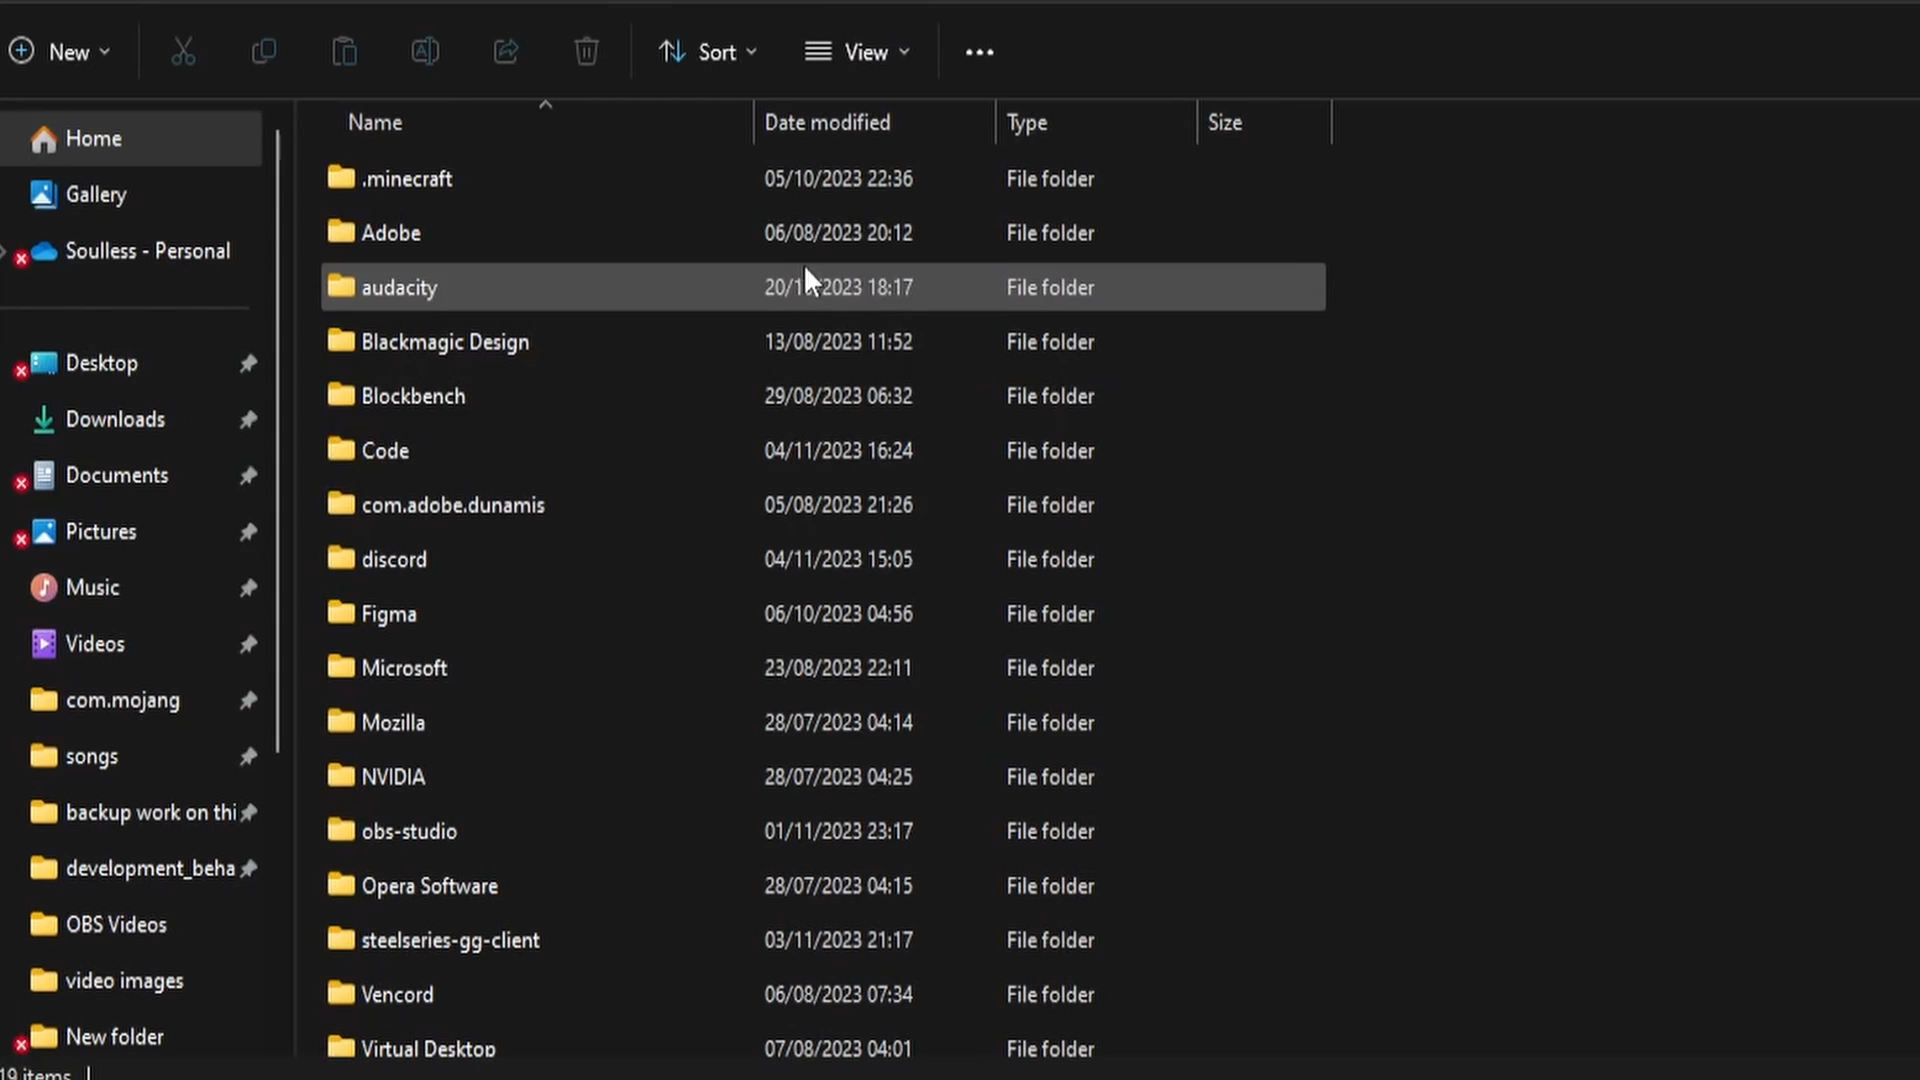 New Sort View
Name Date modified Type Size
Home
Gallery
Soulless - Personal
Desktop
Downloads
Documents
Pictures
Music
Videos
com.mojang
songs
backup work on thi
development_beha
OBS Videos
video images
New folder
.minecraft 05/10/2023 22:36 File folder
Adobe 06/08/2023 20:12 File folder
audacity 2023 18:17 File folder
Blackmagic Design 13/08/2023 11:52 File folder
Blockbench 29/08/2023 06:32 File folder
Code 04/11/2023 16:24 File folder
com.adobe.dunamis 05/08/2023 21:26 File folder
discord 04/11/2023 15:05 File folder
Figma 06/10/2023 04:56 File folder
Microsoft 23/08/2023 22:11 File folder
Mozilla 28/07/2023 04:14 File folder
NVIDIA 28/07/2023 04:25 File folder
obs-studio 01/11/2023 23:17 File folder
Opera Software 28/07/2023 04:15 File folder
steelseries-gg-client 03/11/2023 21:17 File folder
Vencord 06/08/2023 07:34 File folder
Virtual Desktop 07/08/2023 04:01 File folder
19 items